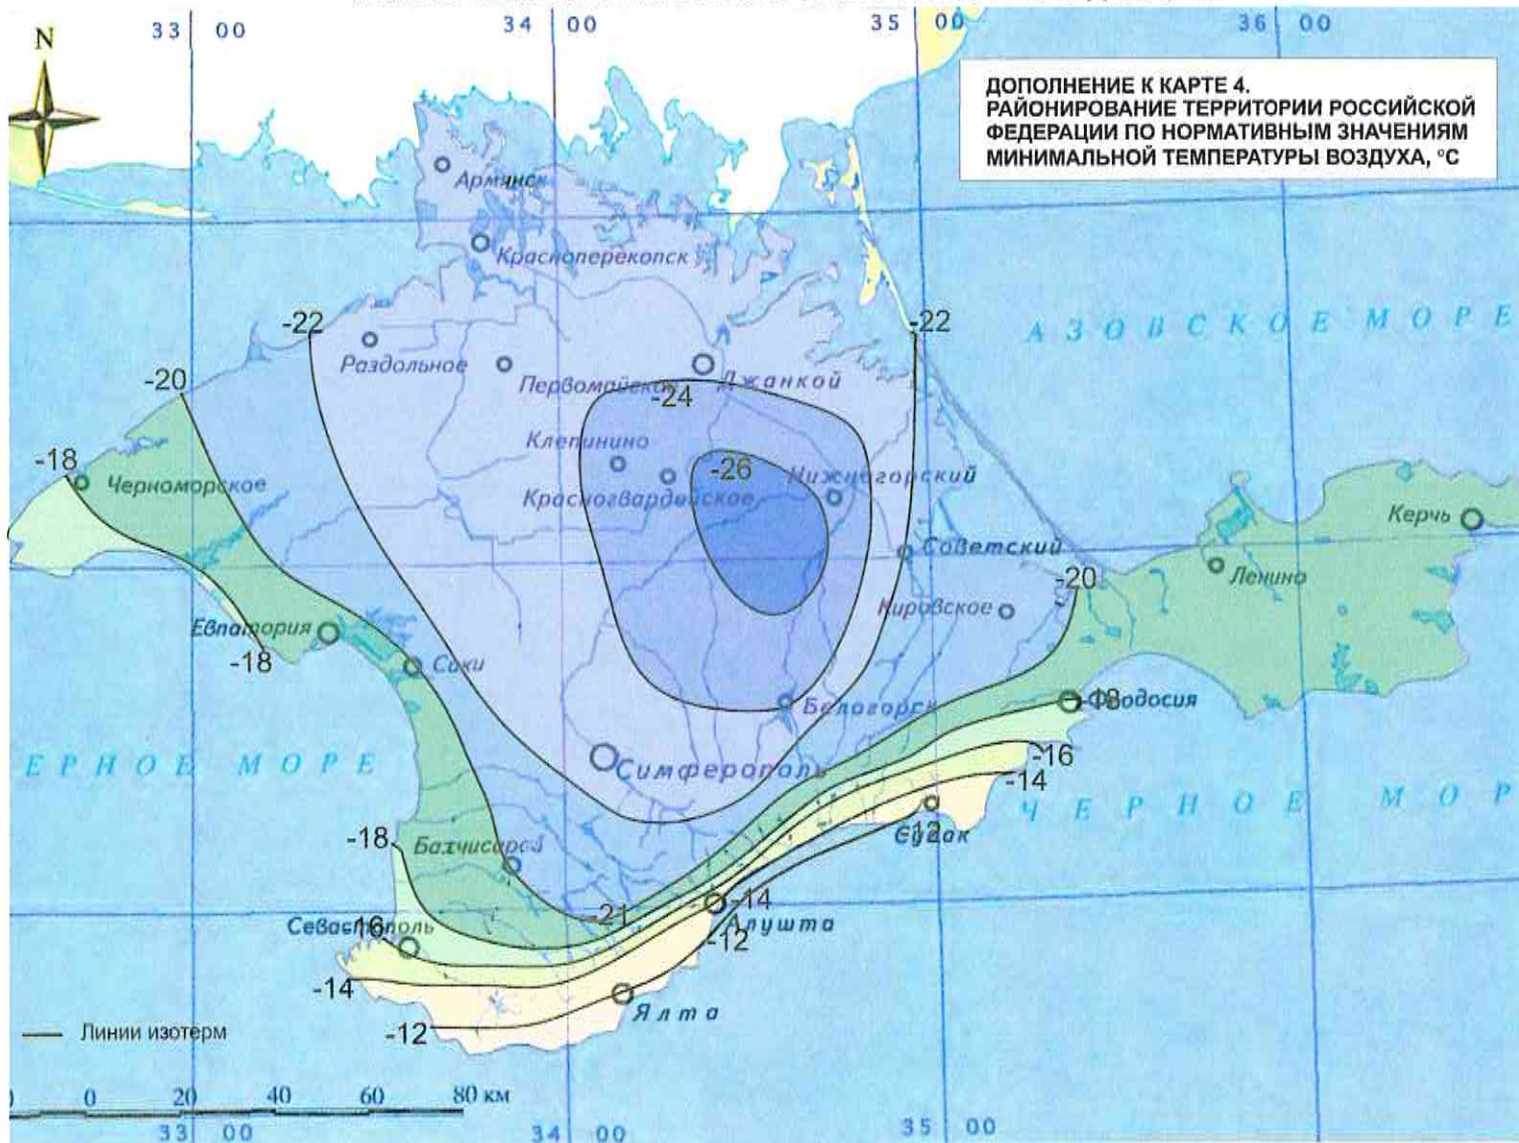 33 00
34 00
35 00
36 00
N
ДОПОЛНЕНИЕ К КАРТЕ 4.
РАЙОНИРОВАНИЕ ТЕРРИТОРИИ РОССИЙСКОЙ
ФЕДЕРАЦИИ ПО НОРМАТИВНЫМ ЗНАЧЕНИЯМ
МИНИМАЛЬНОЙ ТЕМПЕРАТУРЫ ВОЗДУХА, °С
Армянск
Красноперекопск
-22
-22
АЗОВСКОЕ МОРЕ
Раздольное
Первомайское
Джанкой
-20
-24
Клепинино
-18
-26
Нижнегорский
Черноморское
Красногвардейское
Керчь
Советский
-20
Ленино
Кировское
Евпатория
-18
Саки
Белогорск
-18
Феодосия
ЕРНОЕ МОРЕ
Симферополь
-16
-14
ЧЕРНОЕ МОР
-18
Бахчисарай
-12
Судак
-21
-14
Алушта
-16
Севастополь
-12
-14
Ялта
-12
Линии изотерм
0 20 40 60 80 км
33 00
34 00
35 00